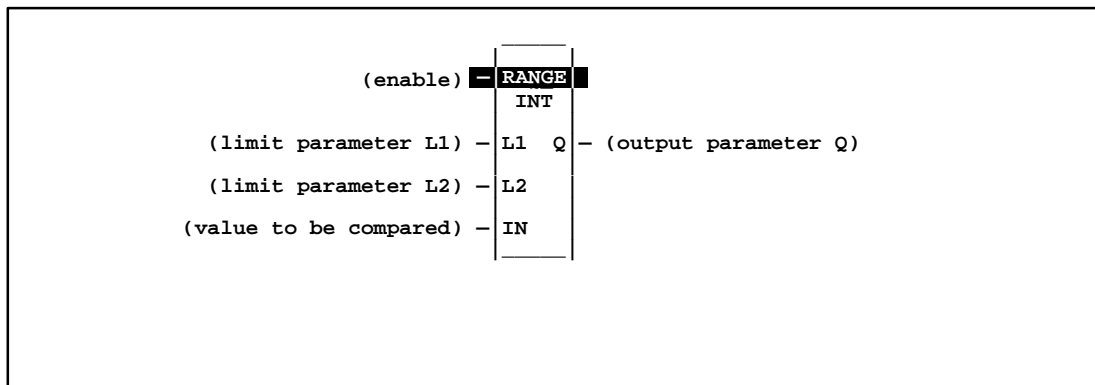 (enable) RANGE
INT
(limit parameter L1) L1 Q (output parameter Q)
(limit parameter L2) L2
(value to be compared) IN